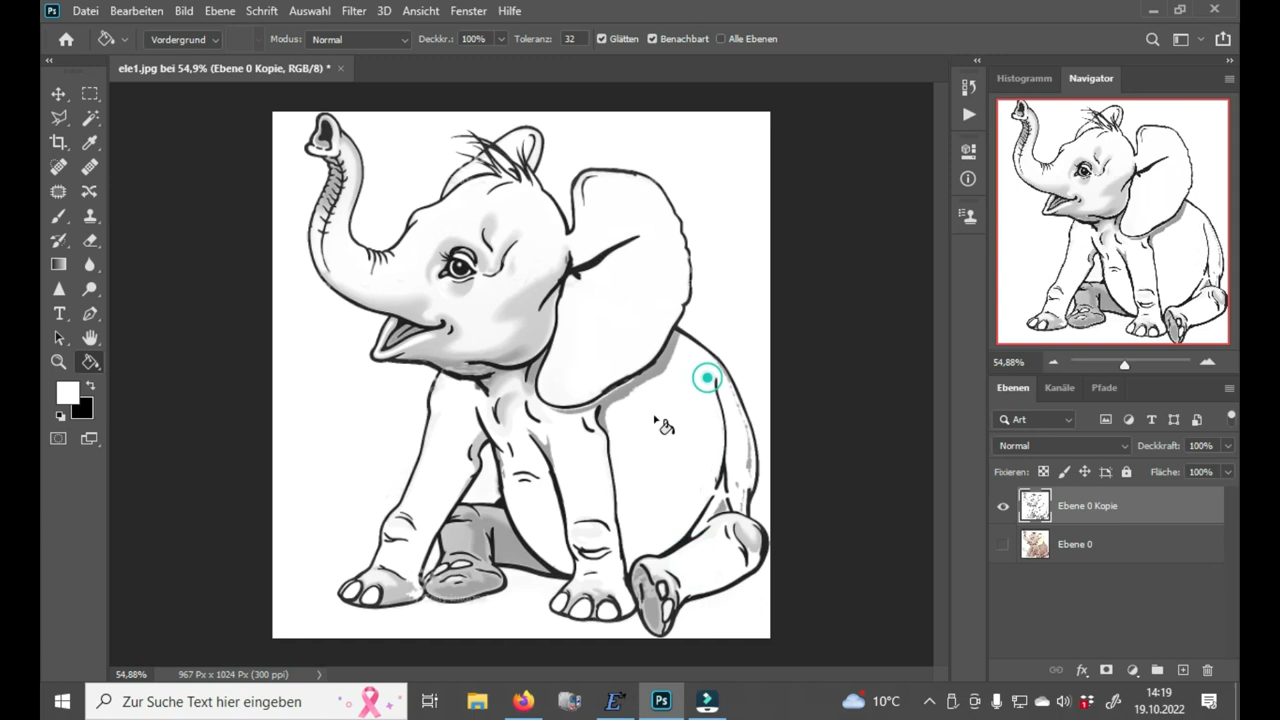 Ps Datei Bearbeiten Bild Ebene Schrift Auswahl Filter 3D Ansicht Fenster Hilfe
Vordergrund Modus: Normal Deckkr.: 100% Toleranz: 32 Glätten Benachbart Alle Ebenen
ele1.jpg bei 54,9% (Ebene 0 Kopie, RGB/8) *
Histogramm Navigator
54,88%
Ebenen Kanäle Pfade
Art
Normal Deckkraft: 100%
Fixieren: Fläche: 100%
Ebene 0 Kopie
Ebene 0
54,88% 967 Px x 1024 Px (300 ppi)
Zur Suche Text hier eingeben
Ps
10°C
14:19
19.10.2022